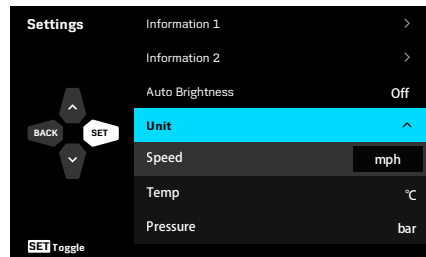 Settings
Information 1 >
Information 2 >
Auto Brightness Off
BACK SET
Unit
Speed mph
Temp ℃
Pressure bar
SET Toggle